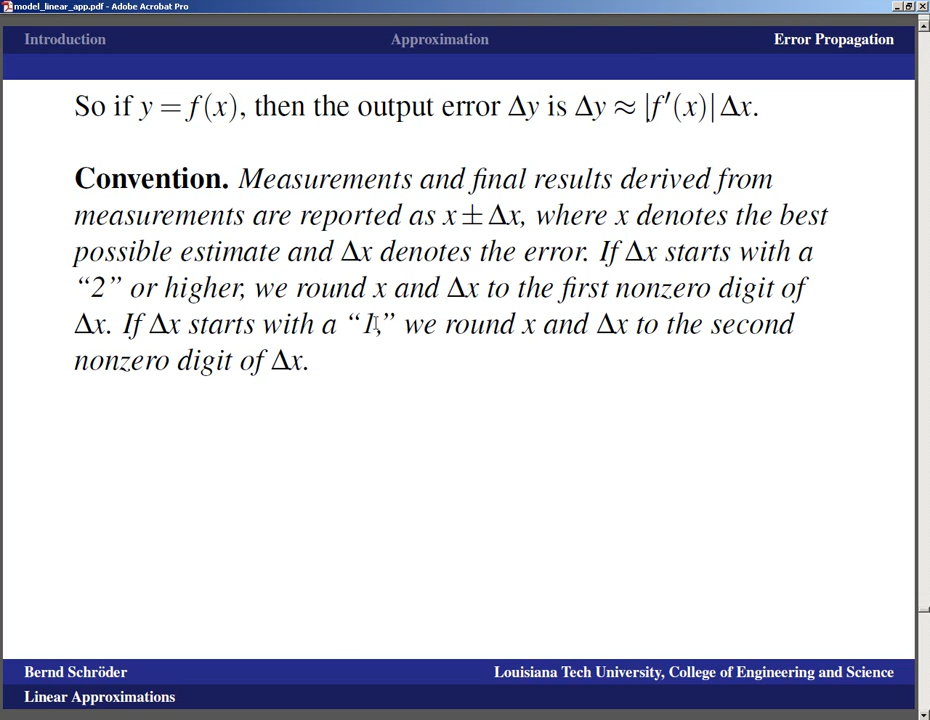 model_linear_app.pdf - Adobe Acrobat Pro
Introduction Approximation Error Propagation
So if y = f(x), then the output error Δy is Δy ≈ |f′(x)| Δx.
Convention. Measurements and final results derived from
measurements are reported as x ± Δx, where x denotes the best
possible estimate and Δx denotes the error. If Δx starts with a
“2” or higher, we round x and Δx to the first nonzero digit of
Δx. If Δx starts with a “1,” we round x and Δx to the second
nonzero digit of Δx.
Bernd Schröder Louisiana Tech University, College of Engineering and Science
Linear Approximations